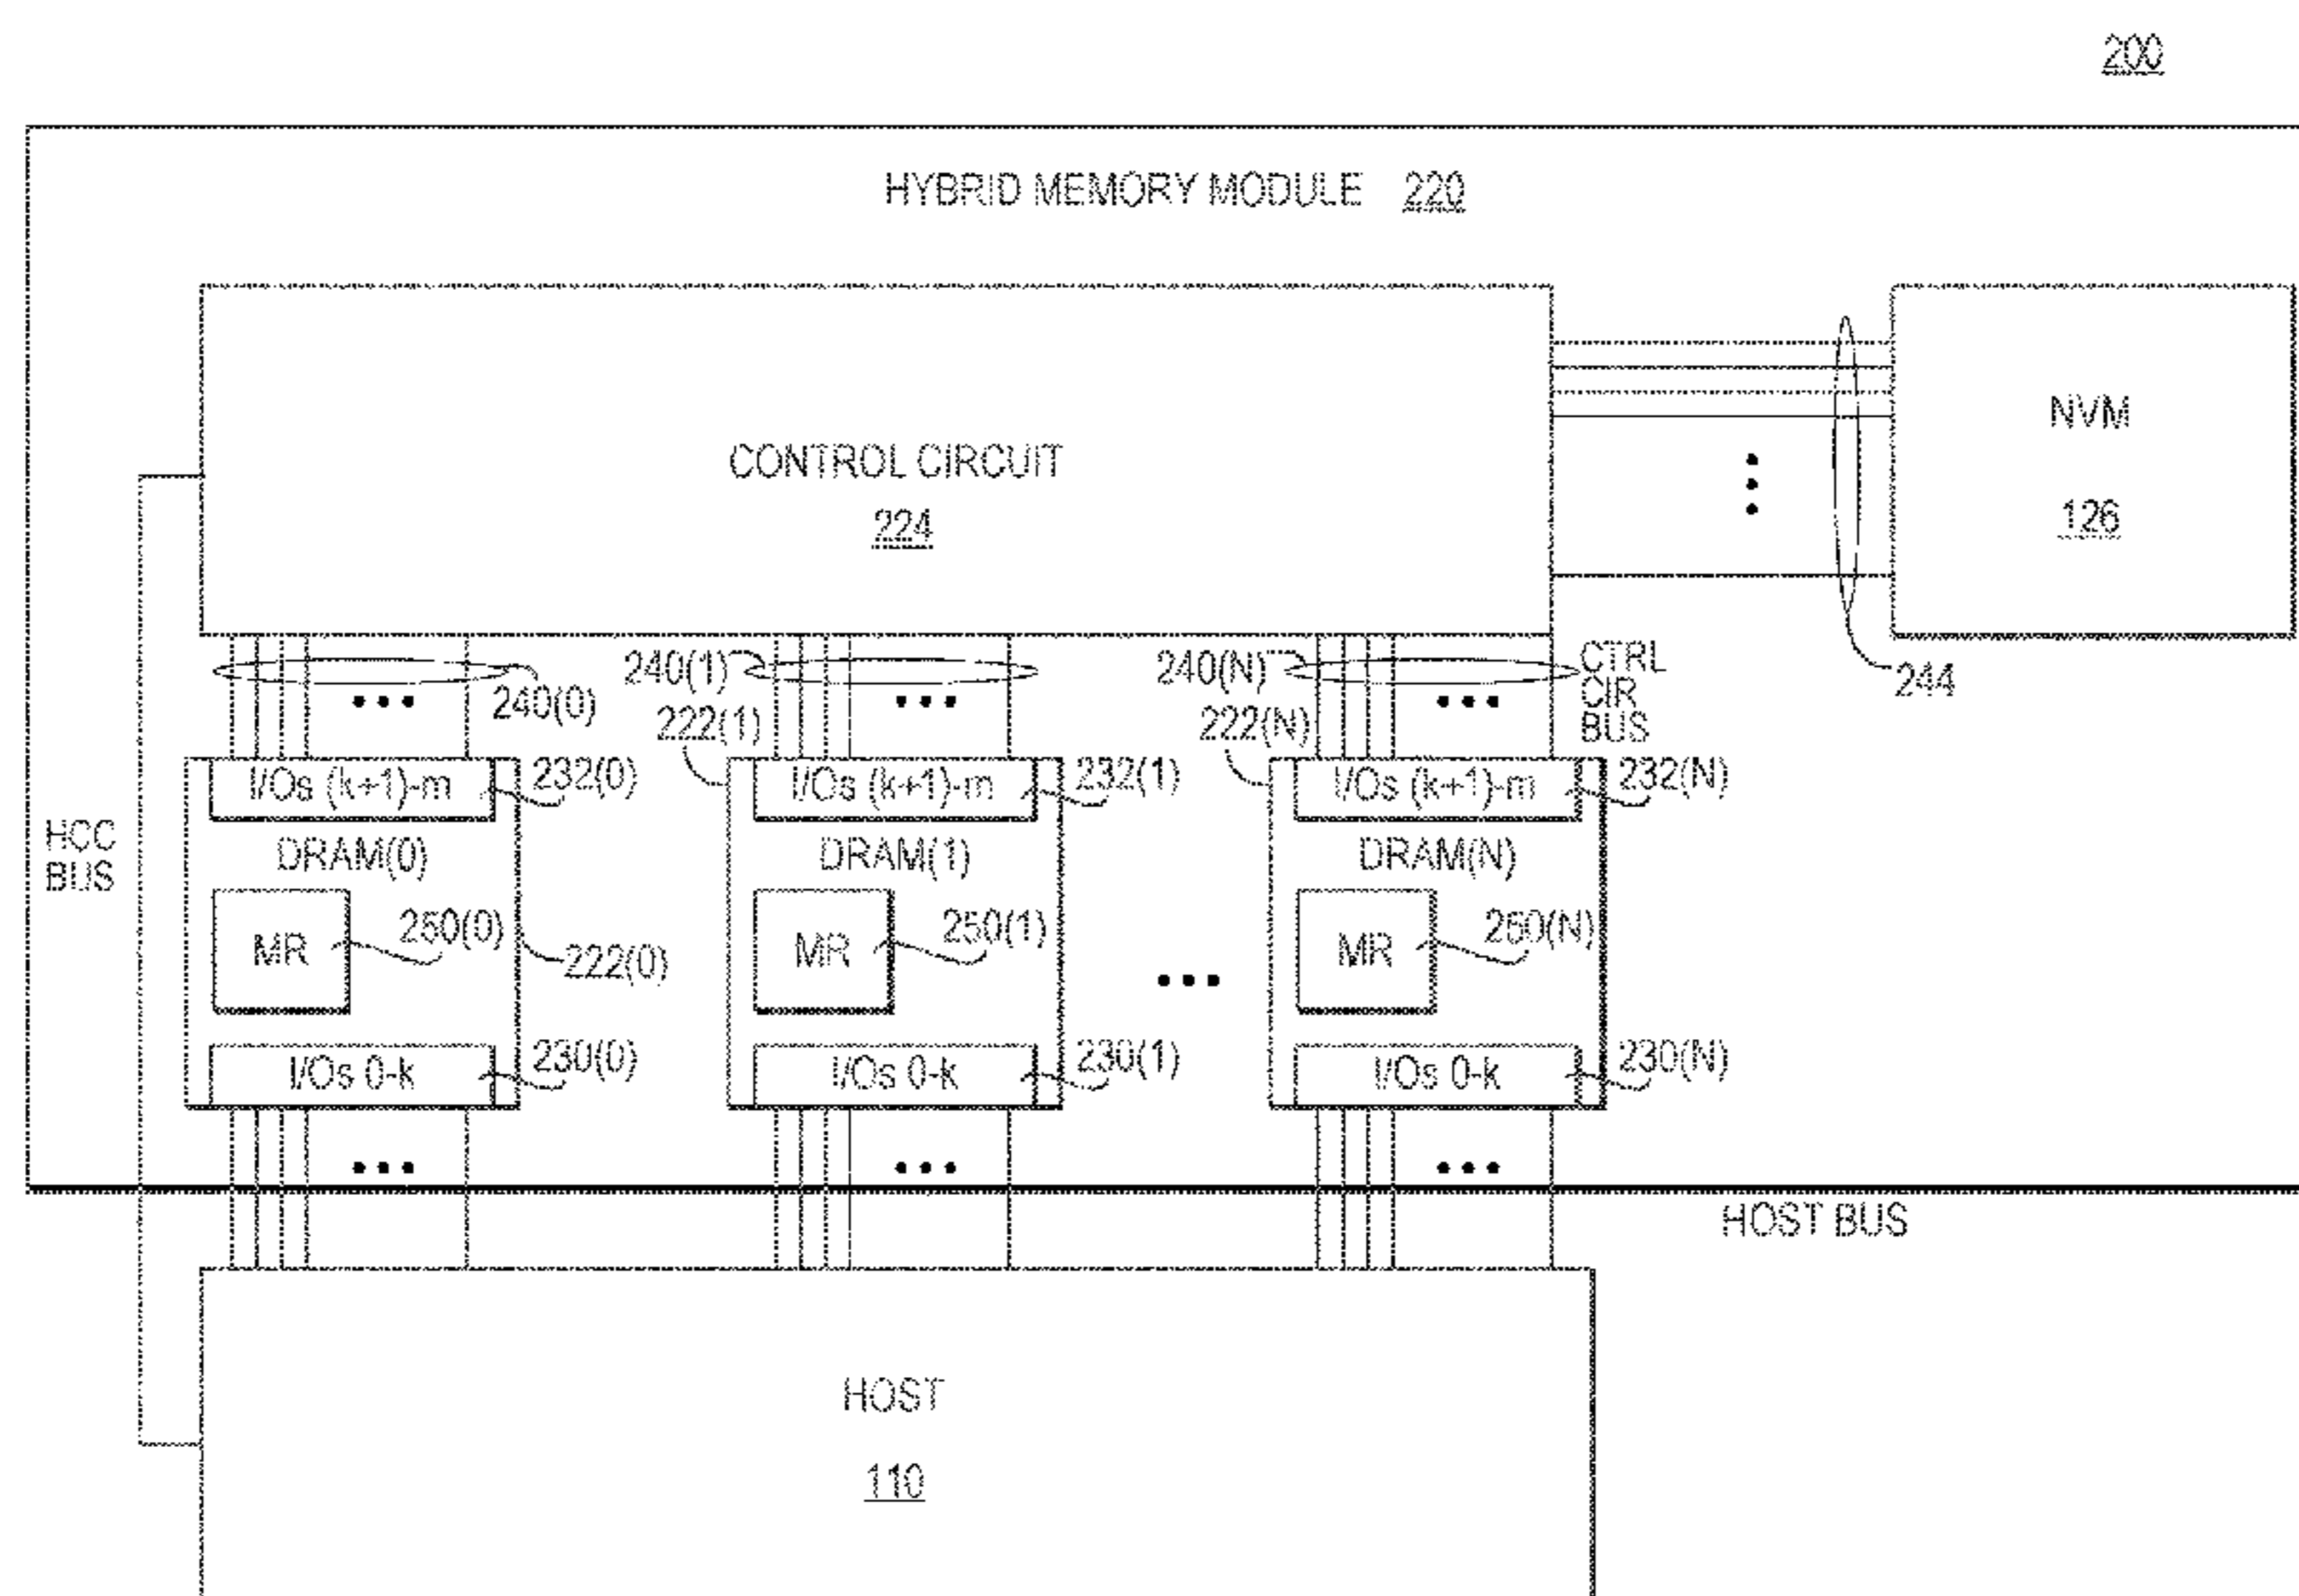 200
HYBRID MEMORY MODULE 220
NVM
126
CONTROL CIRCUIT
224
240(0)
240(1)
240(N)
CTRL
CIR
BUS
244
222(1)
222(N)
I/Os (k+1)-m
232(0)
I/Os (k+1)-m
232(1)
I/Os (k+1)-m
232(N)
HCC
BUS
DRAM(0)
DRAM(1)
DRAM(N)
MR
250(0)
222(0)
MR
250(1)
MR
250(N)
I/Os 0-k
230(0)
I/Os 0-k
230(1)
I/Os 0-k
230(N)
HOST BUS
HOST
110